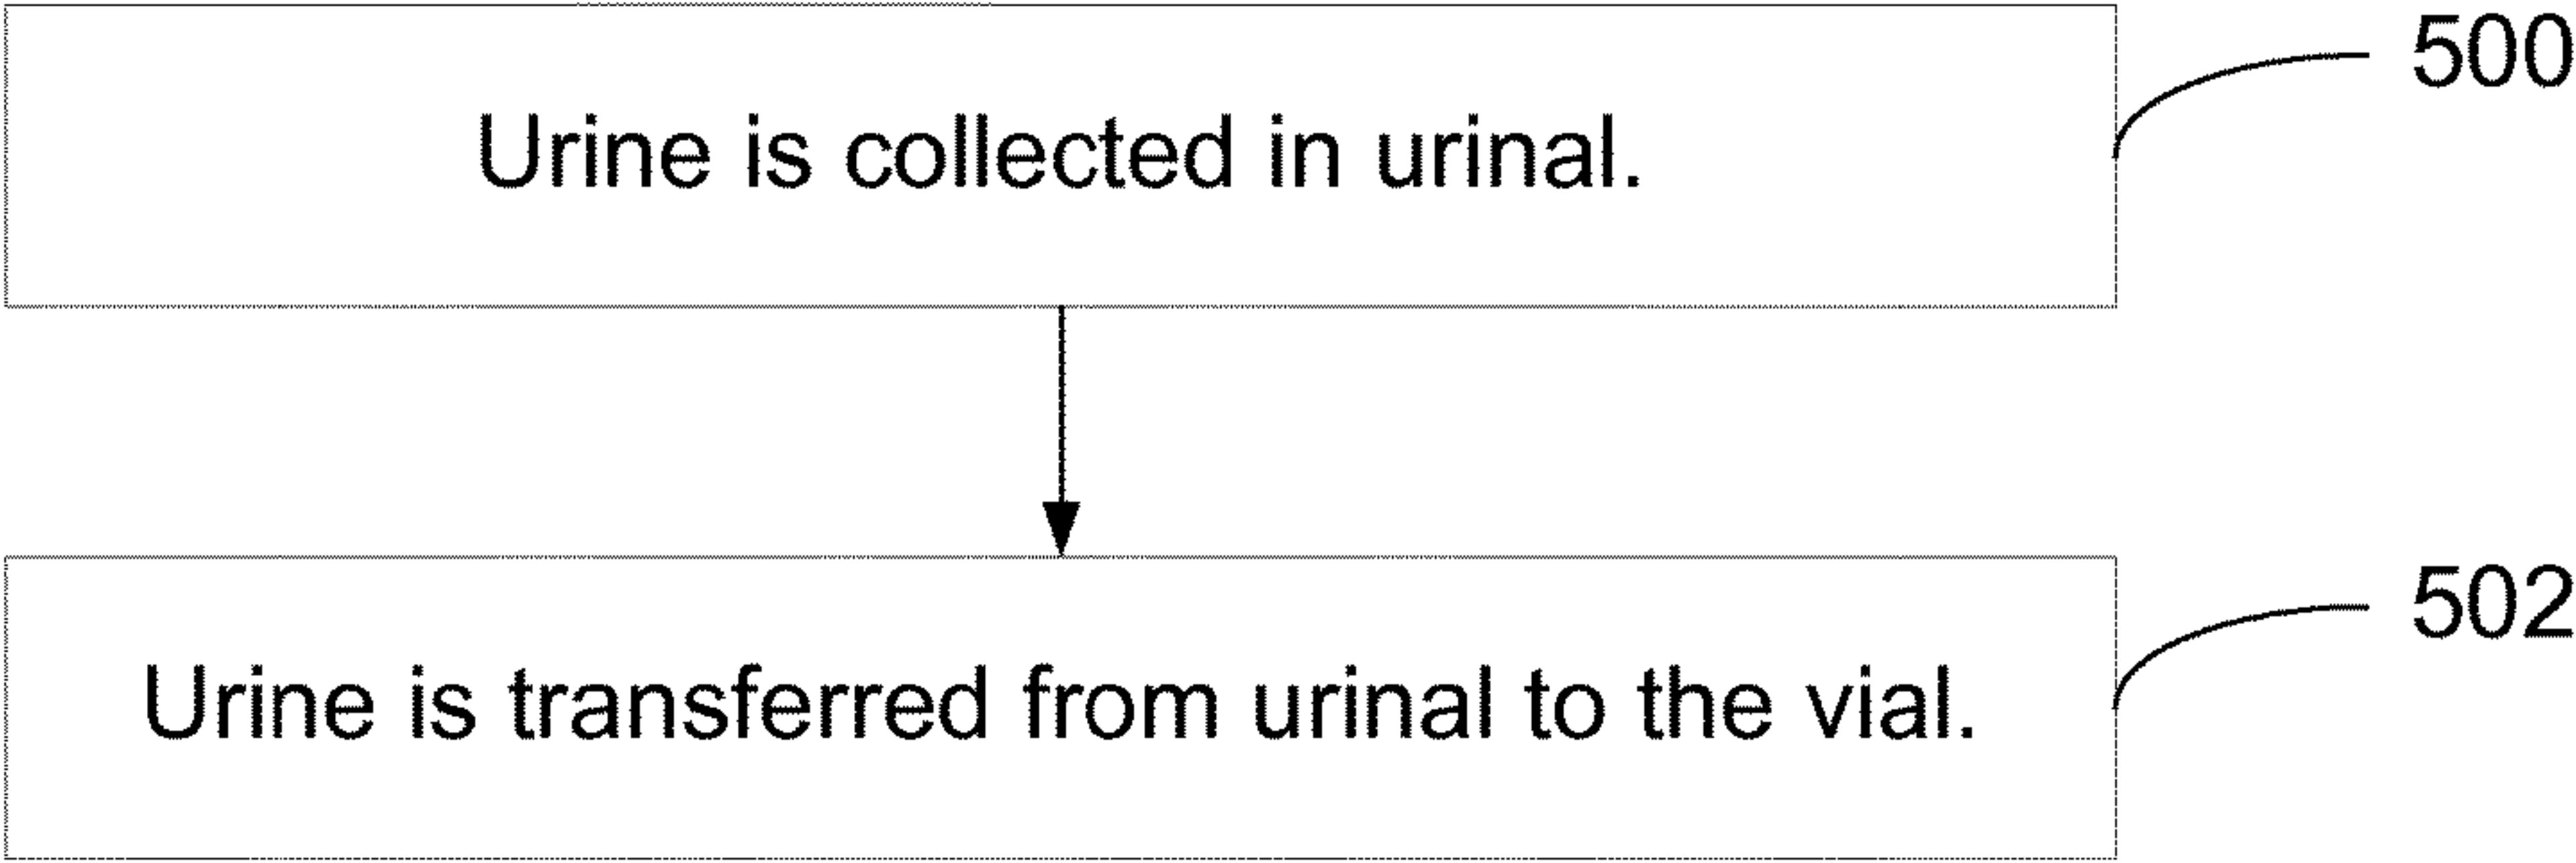 500
Urine is collected in urinal.
502
Urine is transferred from urinal to the vial.